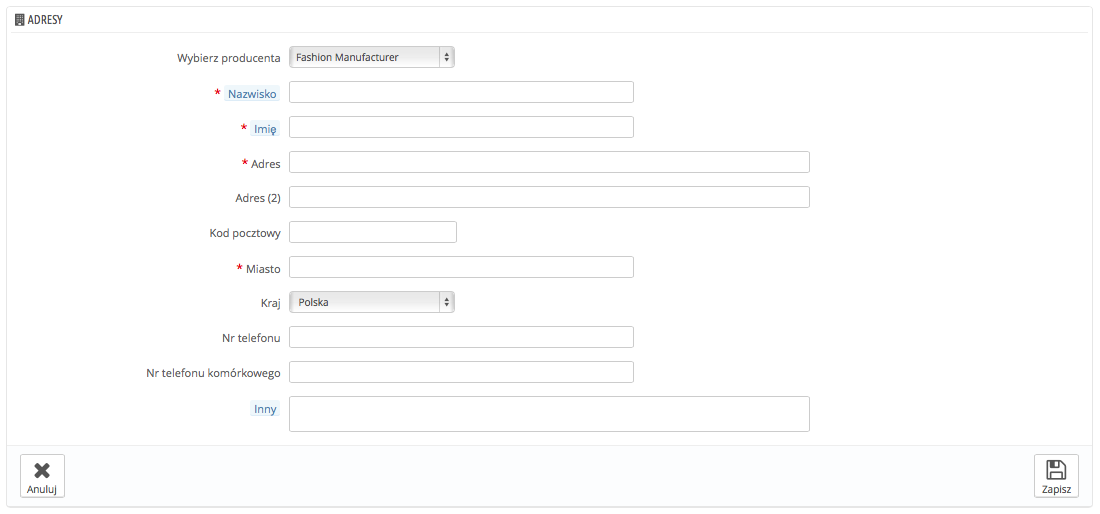 ADRESY
Wybierz producenta Fashion Manufacturer
* Nazwisko
* Imię
* Adres
Adres (2)
Kod pocztowy
* Miasto
Kraj Polska
Nr telefonu
Nr telefonu komórkowego
Inny
Anuluj Zapisz